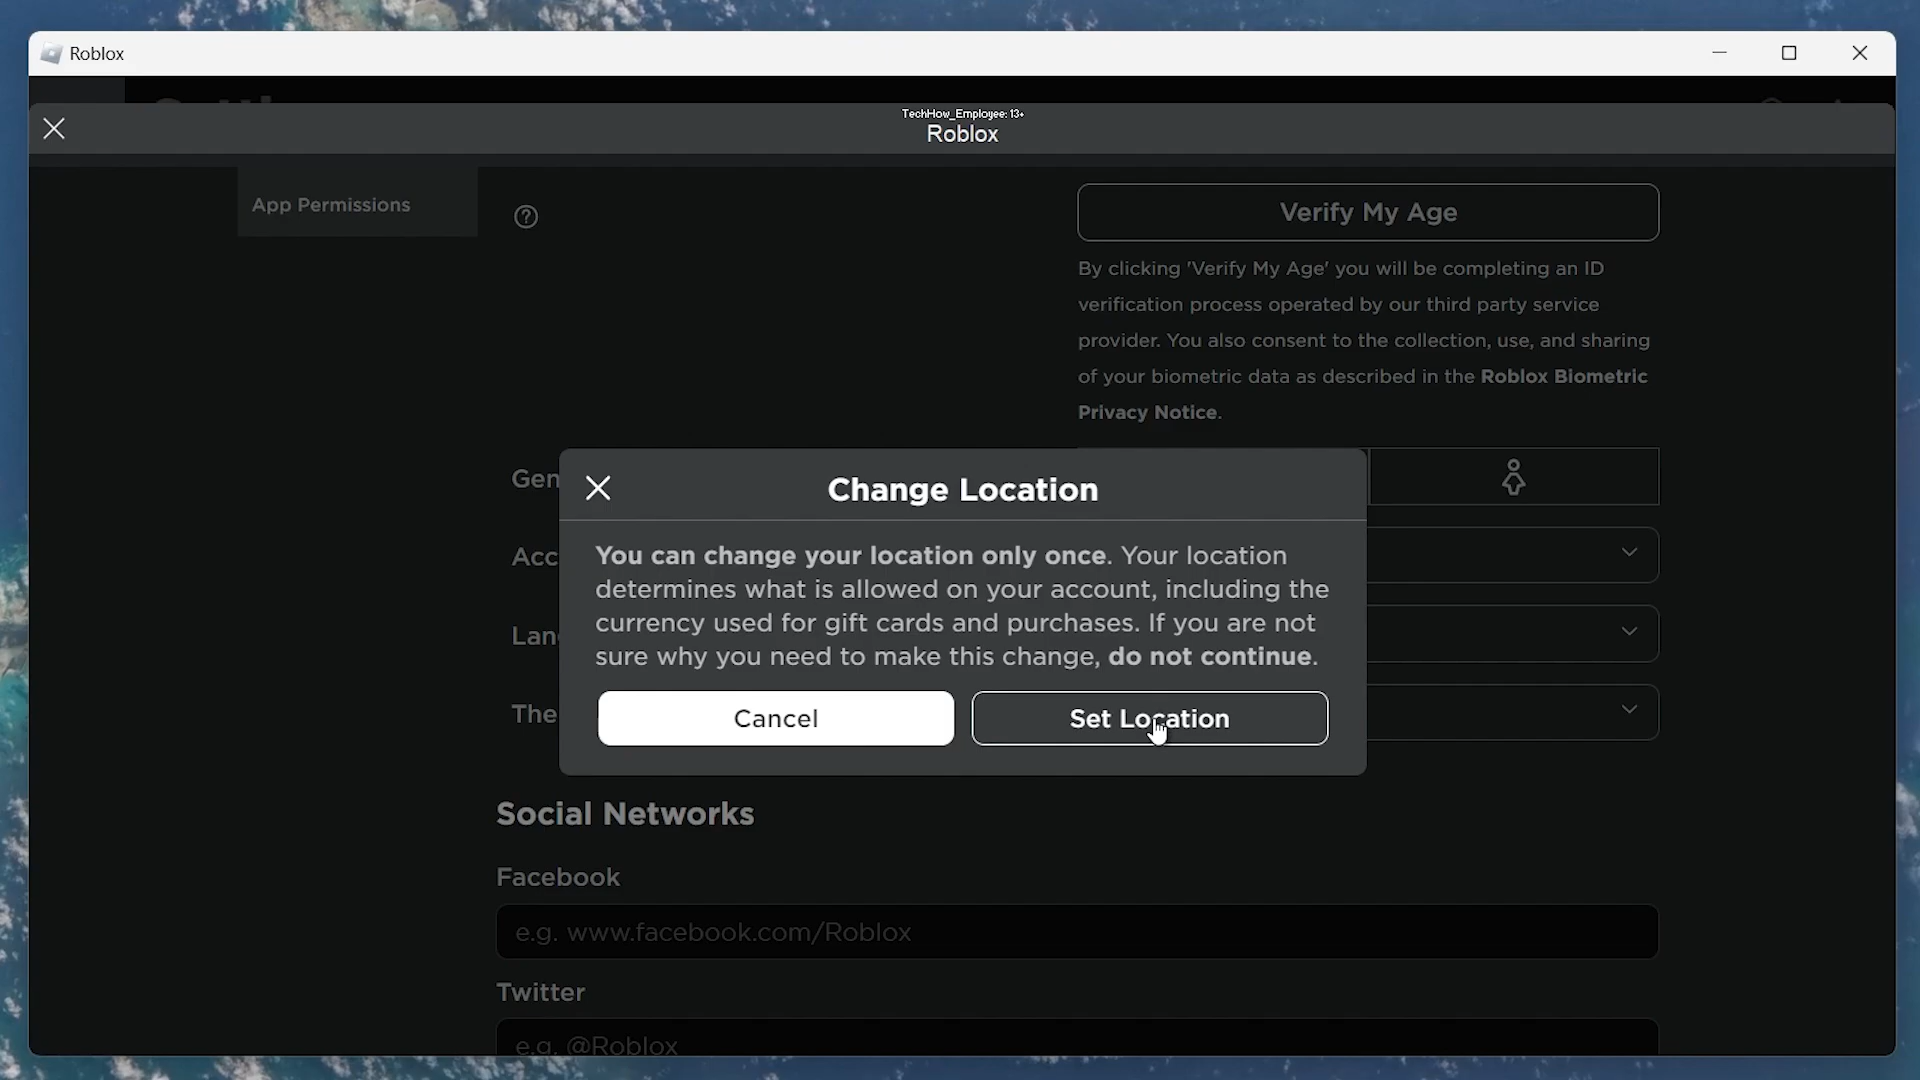 Roblox
TechHow_Employee: 13+
Roblox
App Permissions
Verify My Age
By clicking 'Verify My Age' you will be completing an ID
verification process operated by our third party service
provider. You also consent to the collection, use, and sharing
of your biometric data as described in the Roblox Biometric
Privacy Notice.
Gen
Change Location
You can change your location only once. Your location
determines what is allowed on your account, including the
currency used for gift cards and purchases. If you are not
sure why you need to make this change, do not continue.
Acc
Lan
The
Cancel
Set Location
Social Networks
Facebook
e.g. www.facebook.com/Roblox
Twitter
e.g. @Roblox